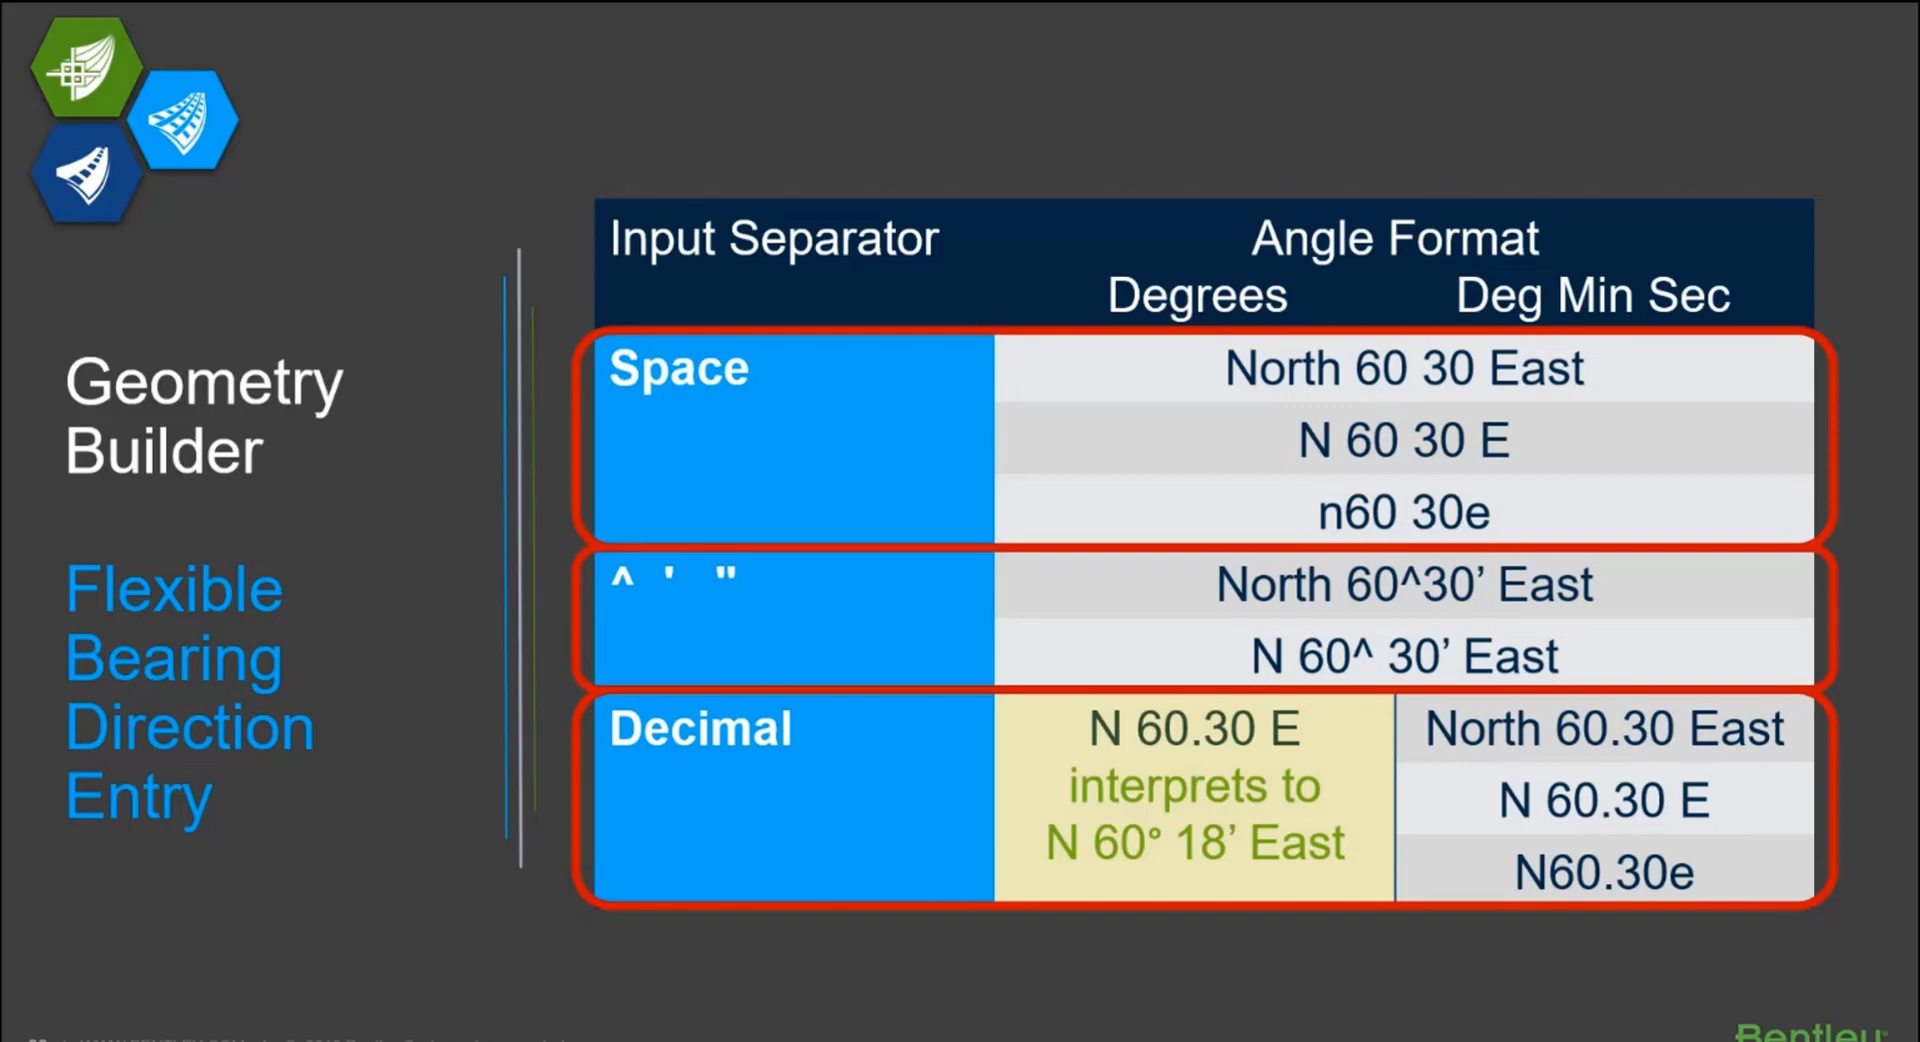 Geometry
Builder
Flexible
Bearing
Direction
Entry
Input Separator Angle Format
Degrees Deg Min Sec
Space North 60 30 East
N 60 30 E
n60 30e
^ ' " North 60^30’ East
N 60^ 30’ East
Decimal N 60.30 E North 60.30 East
interprets to N 60.30 E
N 60° 18’ East N60.30e
Bentley